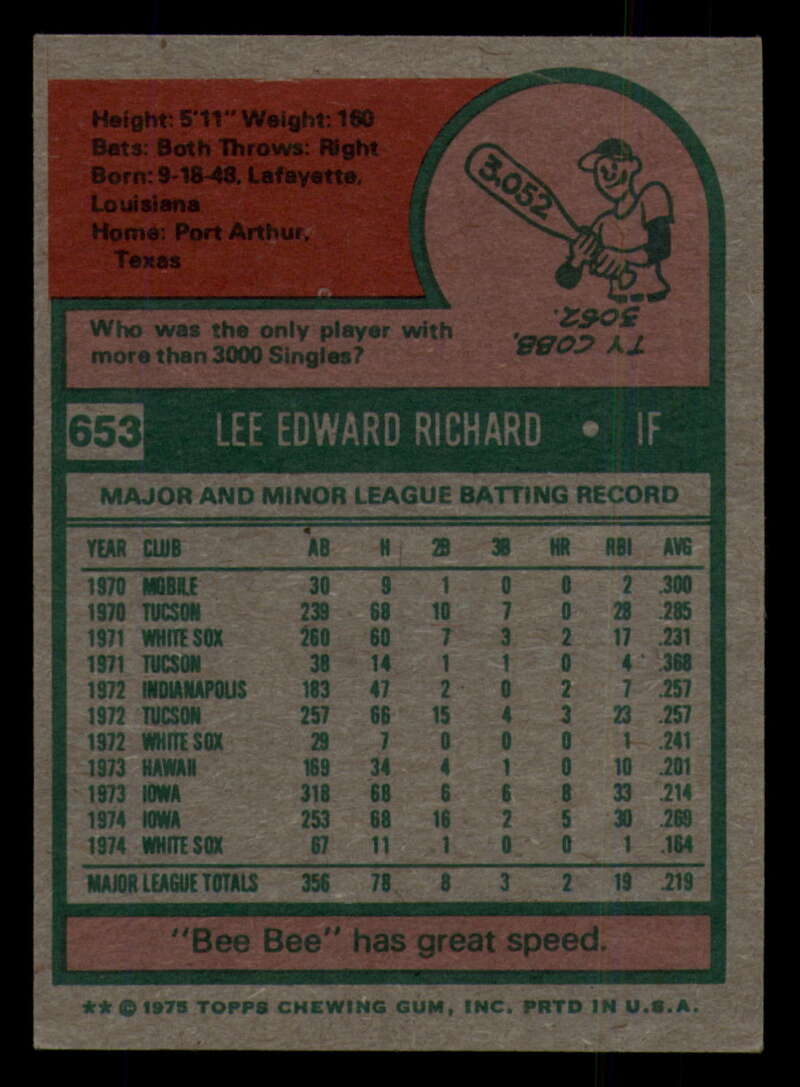 Height: 5'11" Weight: 160
Bats: Both Throws: Right
Born: 9-18-48, Lafayette,
Louisiana
Home: Port Arthur,
Texas
3,052
Who was the only player with
more than 3000 Singles?
TY COBB,
3052.
653 LEE EDWARD RICHARD • IF
MAJOR AND MINOR LEAGUE BATTING RECORD
YEAR CLUB AB H 2B 3B HR RBI AVG
1970 MOBILE 30 9 1 0 0 2 .300
1970 TUCSON 239 68 10 7 0 28 .285
1971 WHITE SOX 260 60 7 3 2 17 .231
1971 TUCSON 38 14 1 1 0 4 .368
1972 INDIANAPOLIS 183 47 2 0 2 7 .257
1972 TUCSON 257 66 15 4 3 23 .257
1972 WHITE SOX 29 7 0 0 0 1 .241
1973 HAWAII 169 34 4 1 0 10 .201
1973 IOWA 318 68 6 6 8 33 .214
1974 IOWA 253 68 16 2 5 30 .269
1974 WHITE SOX 67 11 1 0 0 1 .164
MAJOR LEAGUE TOTALS 356 78 8 3 2 19 .219
"Bee Bee" has great speed.
** © 1975 TOPPS CHEWING GUM, INC. PRTD IN U.S.A.